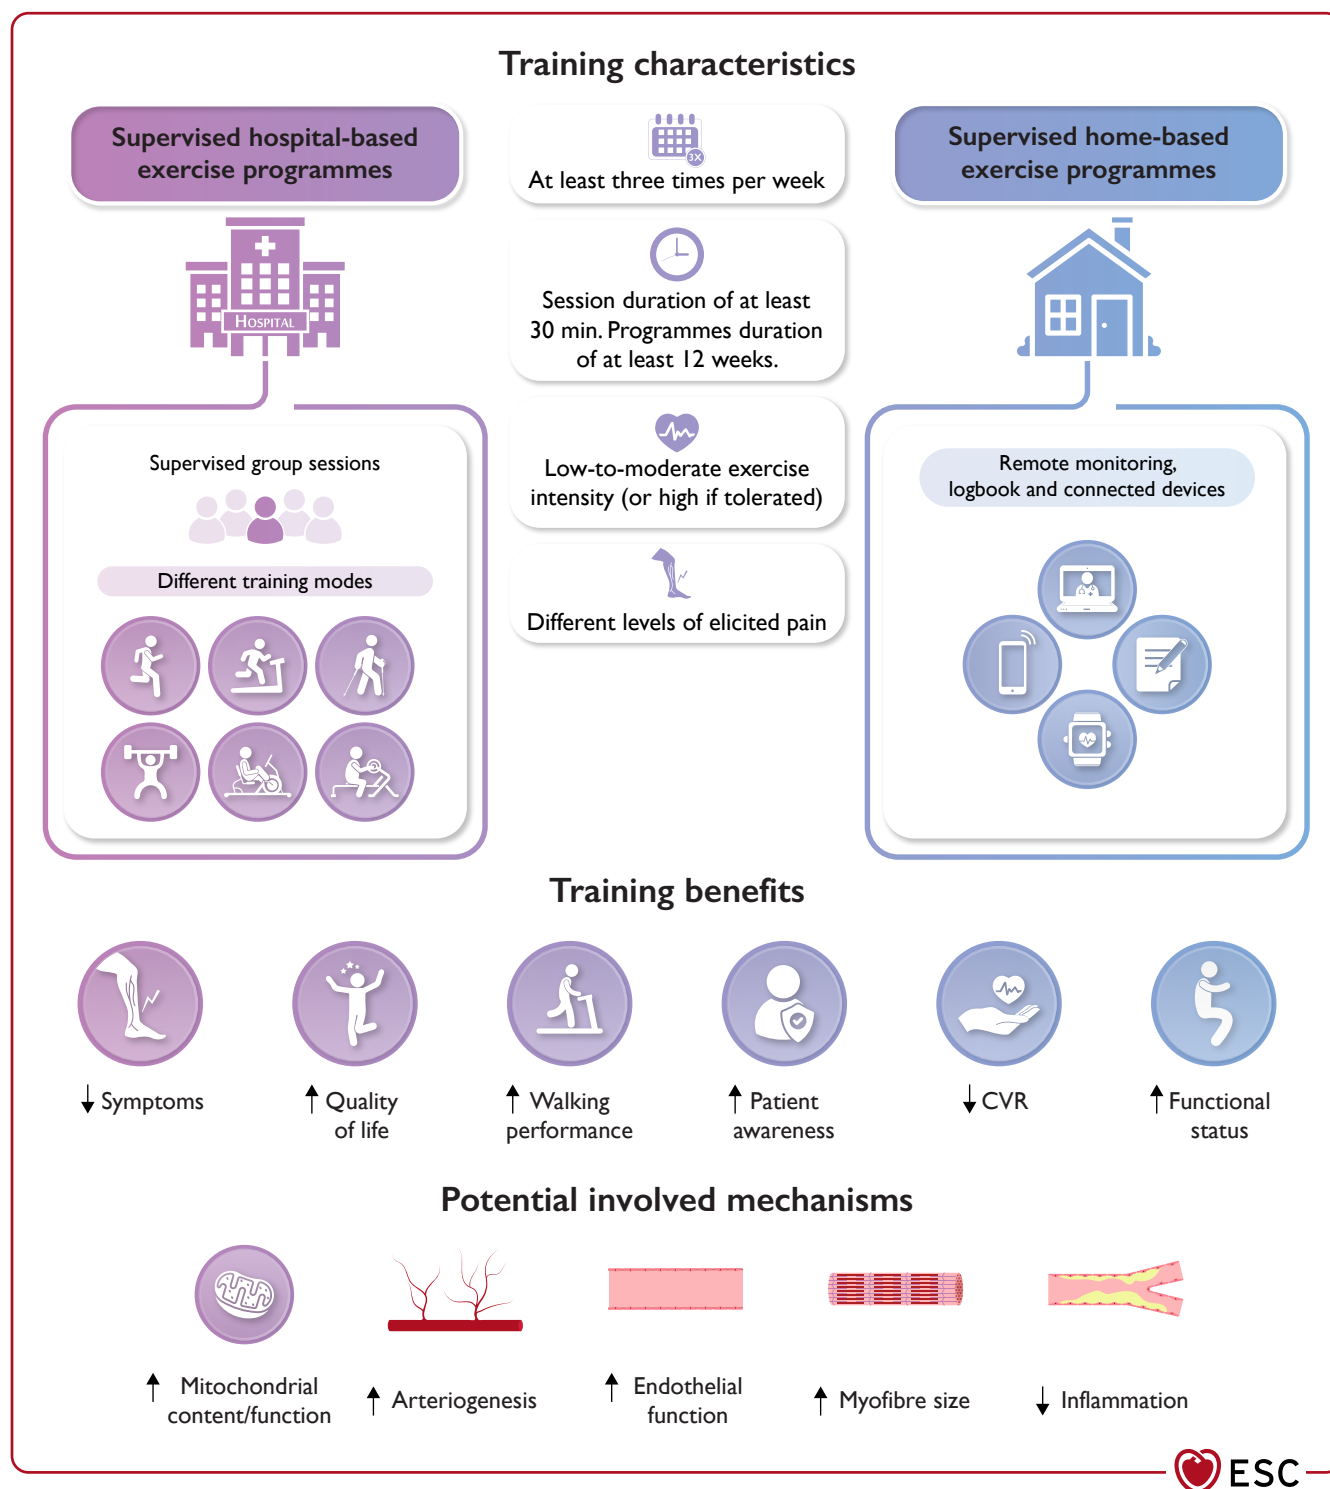 Training characteristics
Supervised hospital-based
exercise programmes
HOSPITAL
Supervised group sessions
Different training modes
3X
At least three times per week
Session duration of at least
30 min. Programmes duration
of at least 12 weeks.
Low-to-moderate exercise
intensity (or high if tolerated)
Different levels of elicited pain
Supervised home-based
exercise programmes
Remote monitoring,
logbook and connected devices
Training benefits
↓ Symptoms
↑ Quality
of life
↑ Walking
performance
↑ Patient
awareness
↓ CVR
↑ Functional
status
Potential involved mechanisms
↑ Mitochondrial
content/function
↑ Arteriogenesis
↑ Endothelial
function
↑ Myofibre size
↓ Inflammation
ESC